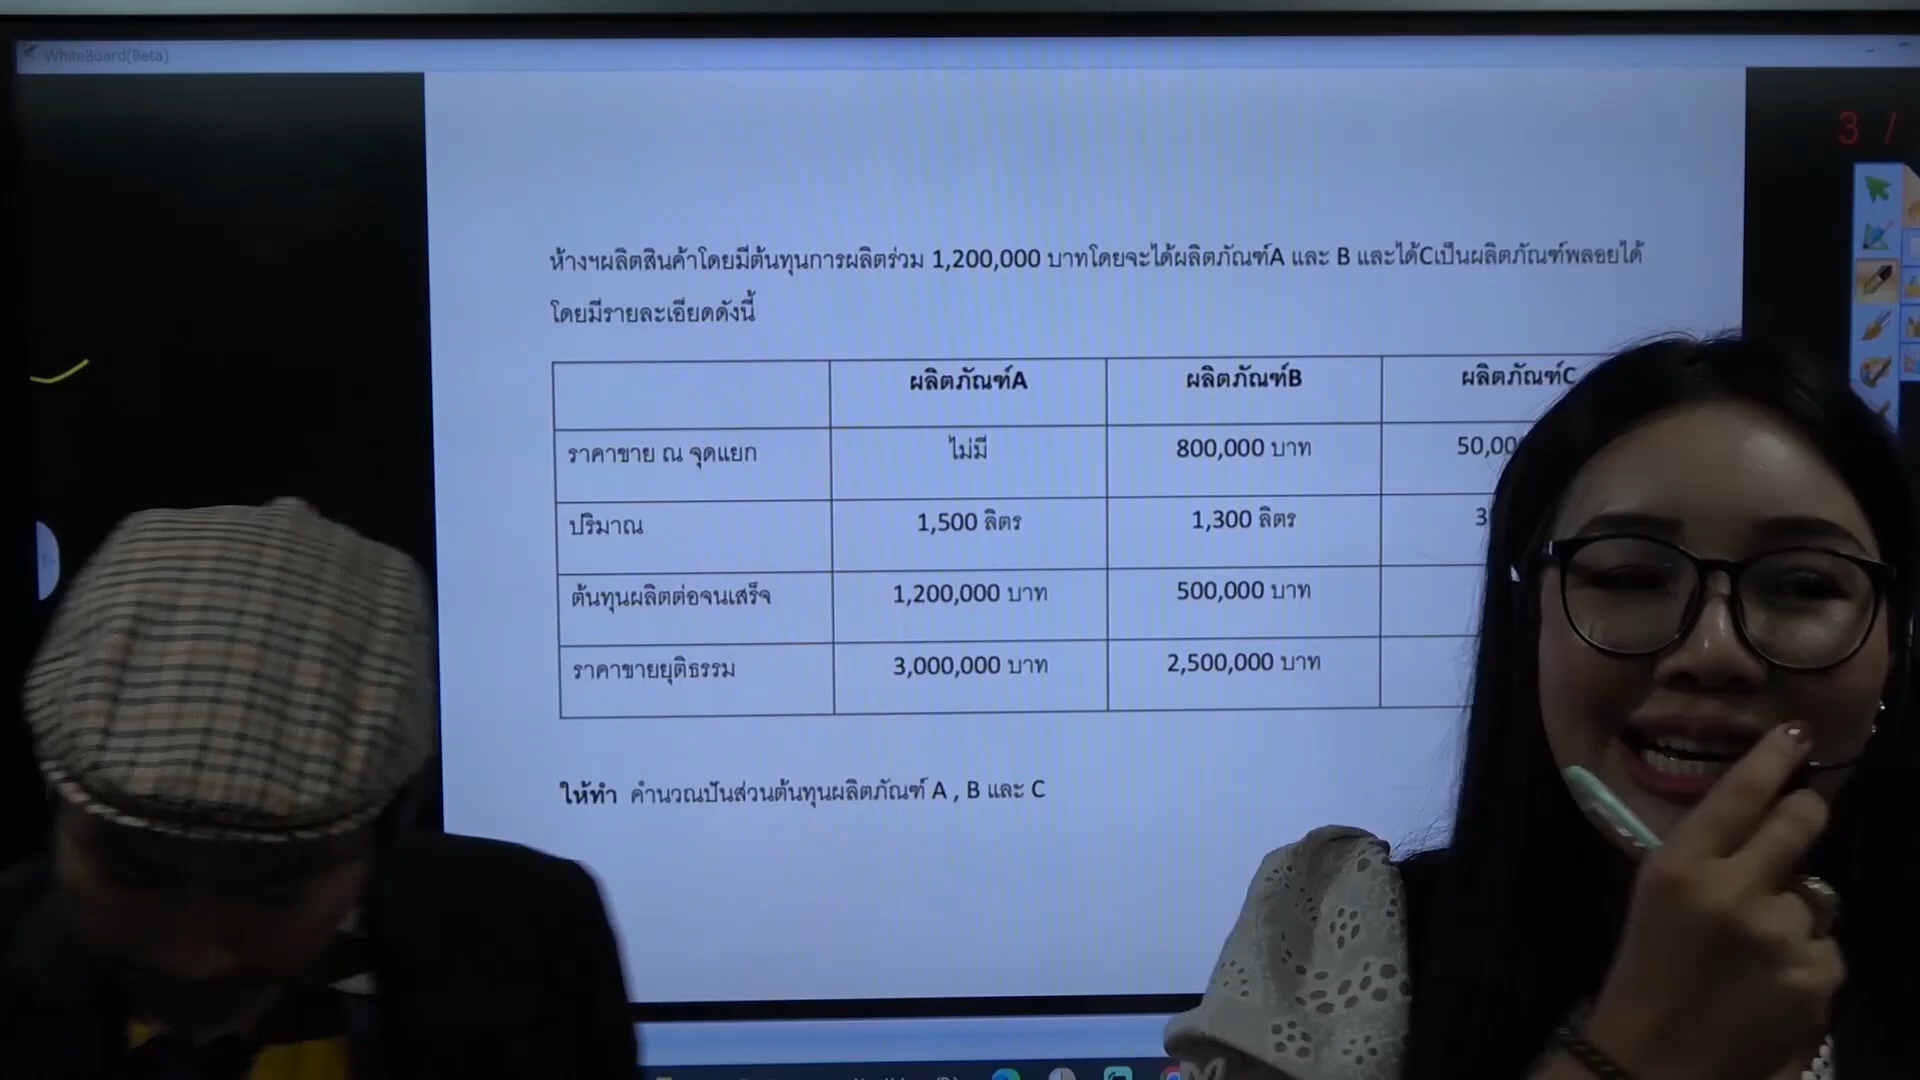 WhiteBoard(Beta)
3 /
ห้างฯผลิตสินค้าโดยมีต้นทุนการผลิตร่วม 1,200,000 บาทโดยจะได้ผลิตภัณฑ์A และ B และได้Cเป็นผลิตภัณฑ์พลอยได้
โดยมีรายละเอียดดังนี้
ผลิตภัณฑ์A ผลิตภัณฑ์B ผลิตภัณฑ์C
ราคาขาย ณ จุดแยก ไม่มี 800,000 บาท
ปริมาณ 1,500 ลิตร 1,300 ลิตร
ต้นทุนผลิตต่อจนเสร็จ 1,200,000 บาท 500,000 บาท
ราคาขายยุติธรรม 3,000,000 บาท 2,500,000 บาท
ให้ทำ คำนวณปันส่วนต้นทุนผลิตภัณฑ์ A , B และ C